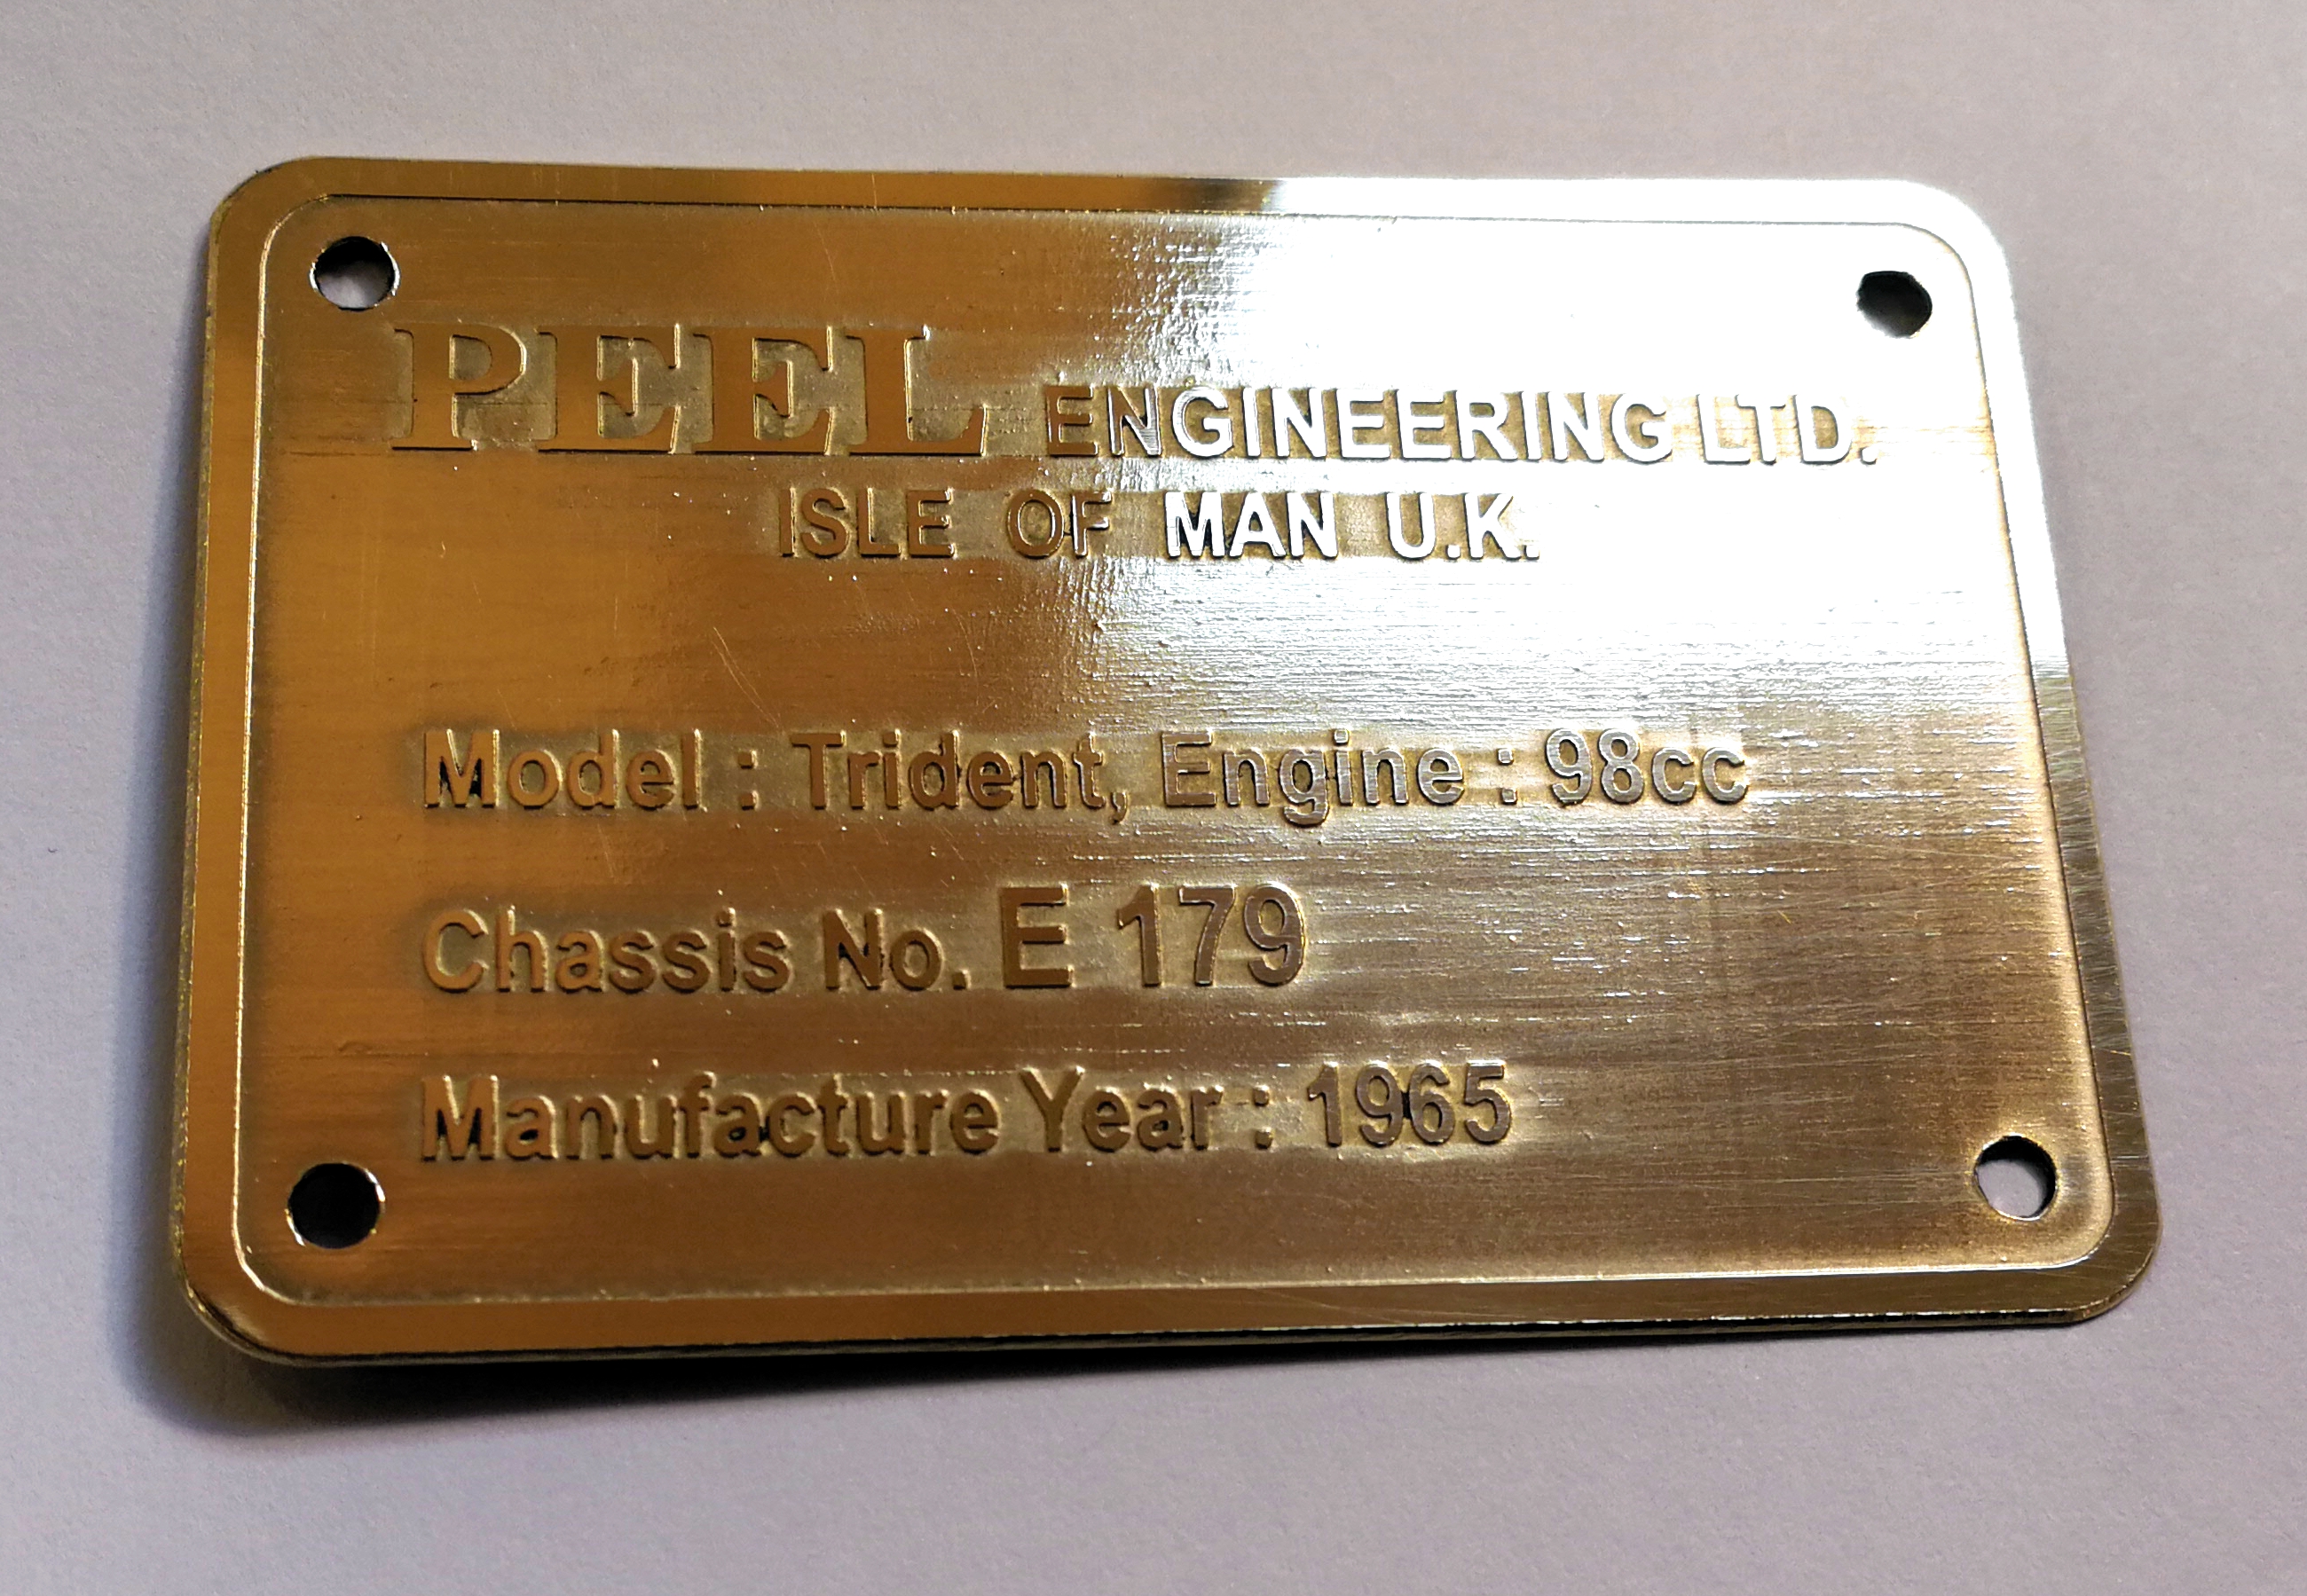 PEEL ENGINEERING LTD.
ISLE OF MAN U.K.
Model : Trident, Engine : 98cc
Chassis No. E 179
Manufacture Year : 1965